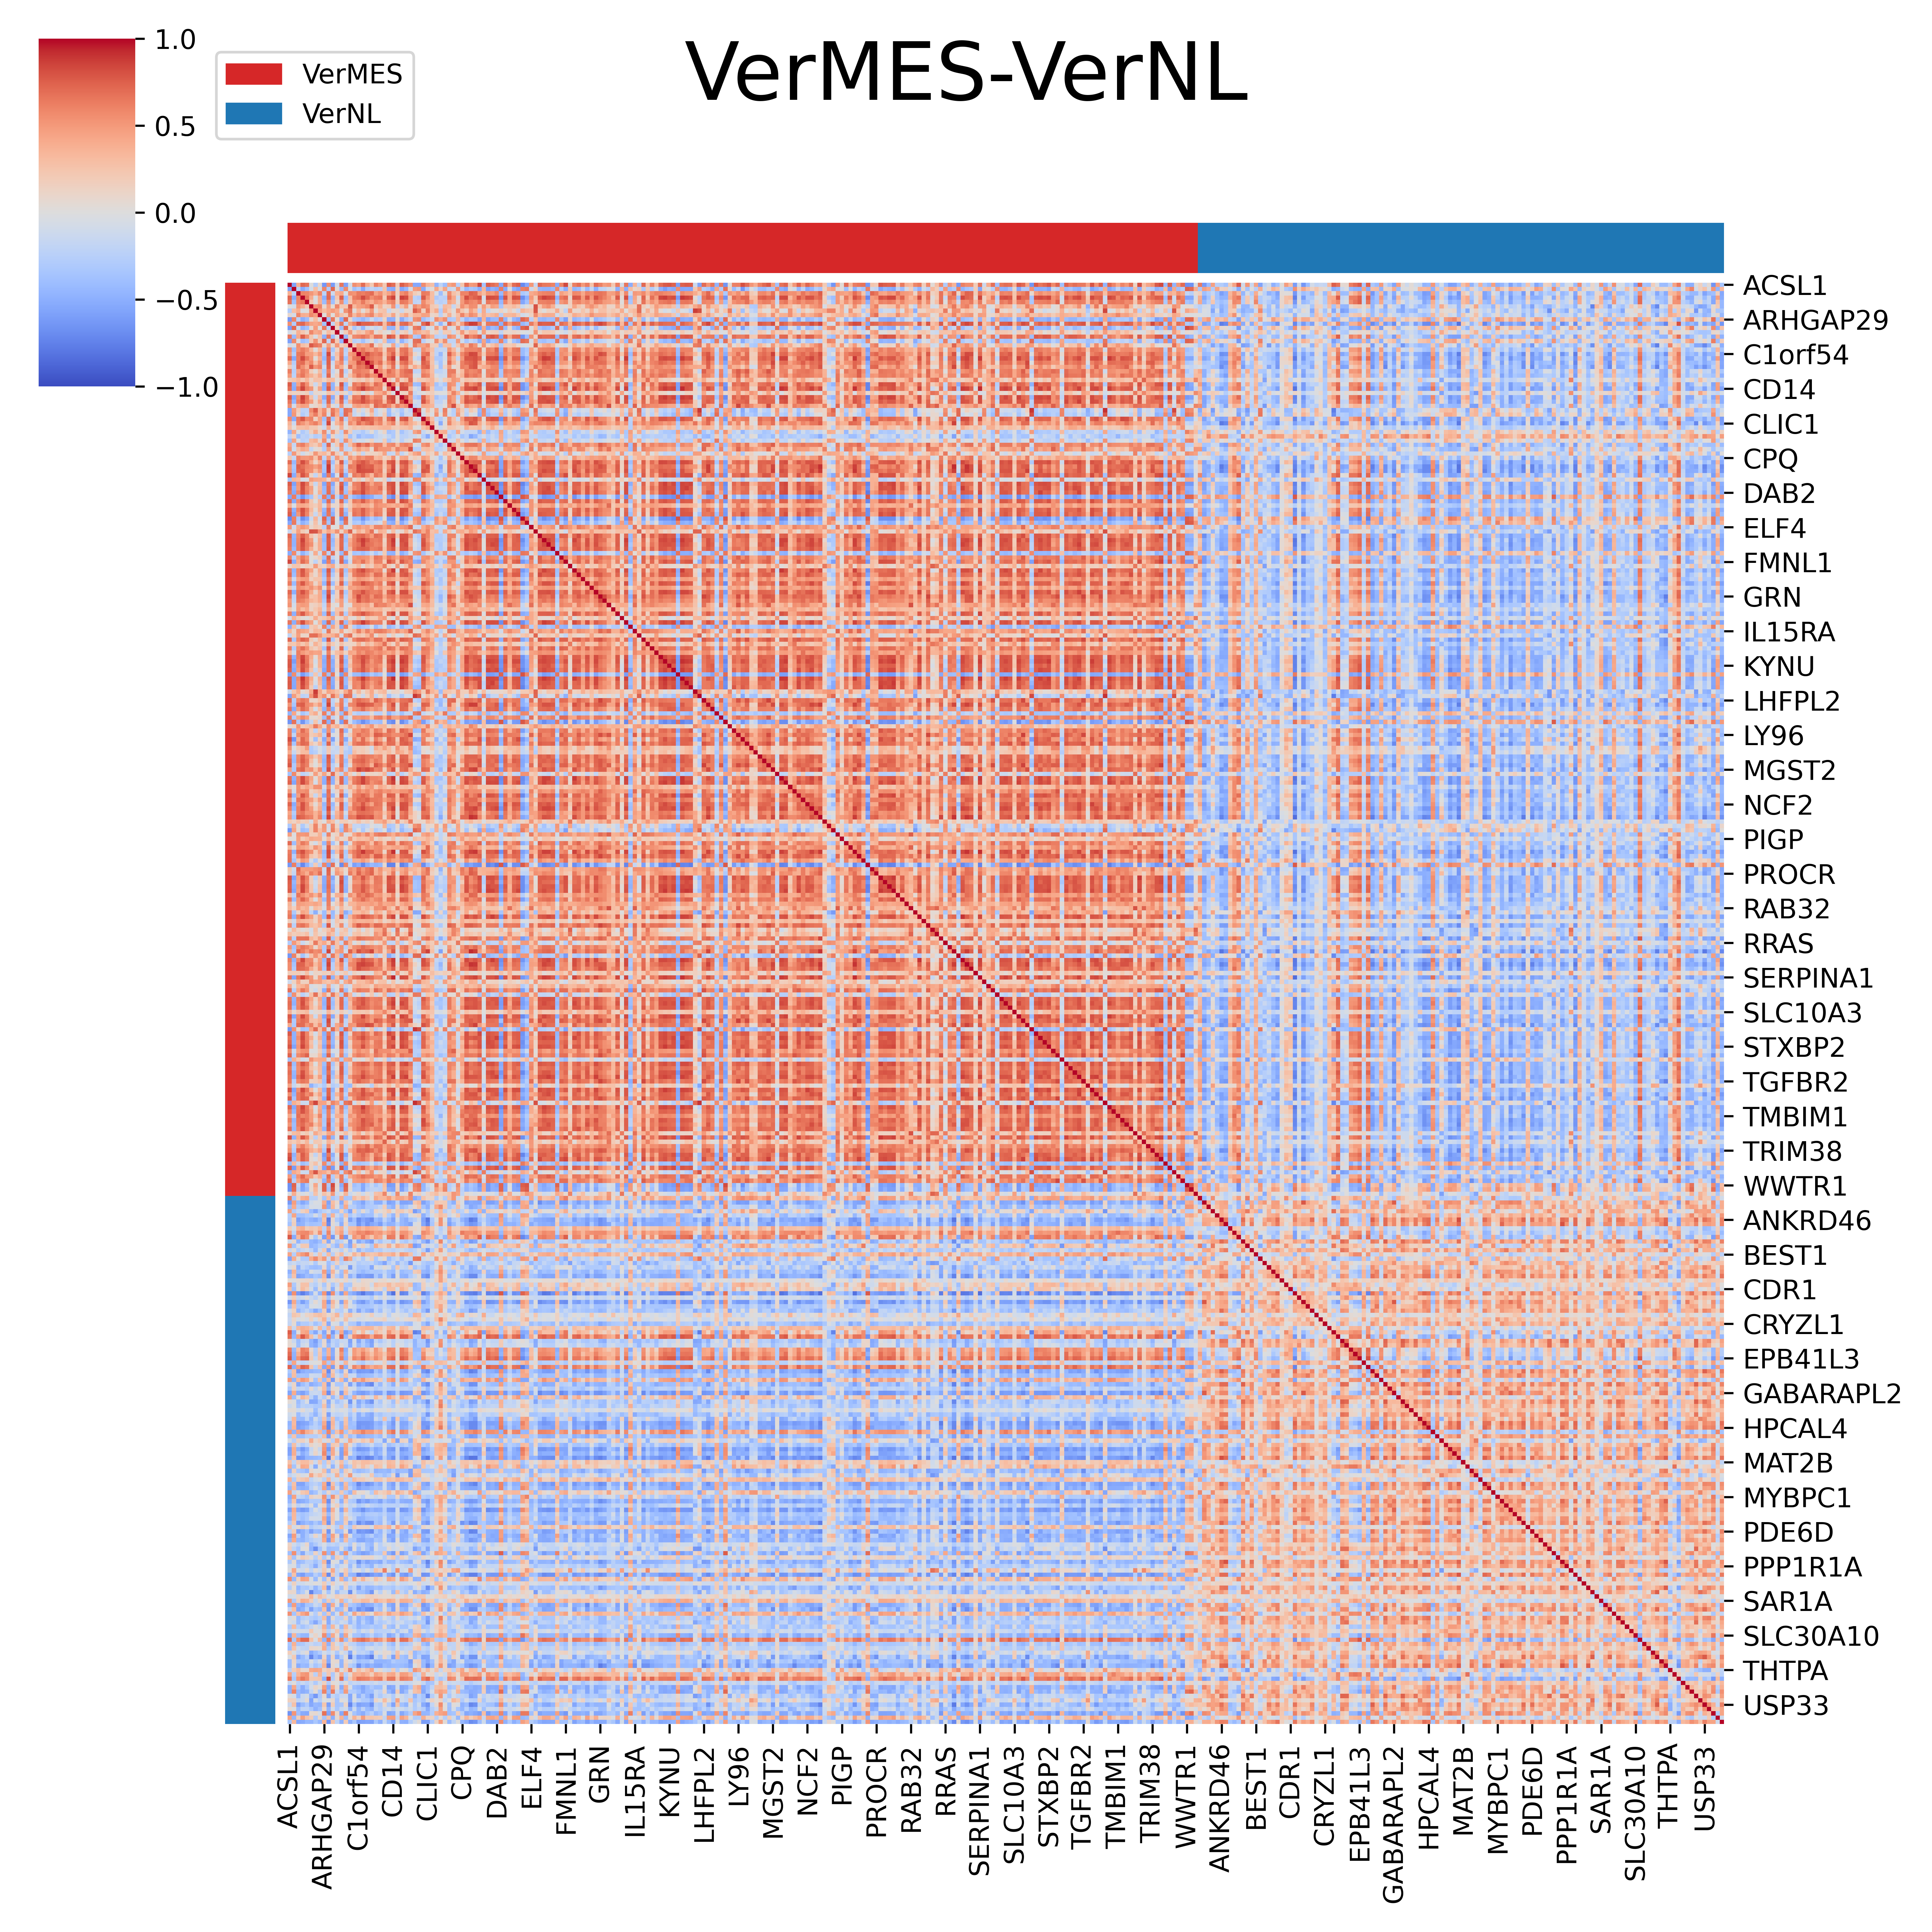 VerMES-VerNL
1.0
0.5
0.0
−0.5
−1.0
VerMES
VerNL
ACSL1
ARHGAP29
C1orf54
CD14
CLIC1
CPQ
DAB2
ELF4
FMNL1
GRN
IL15RA
KYNU
LHFPL2
LY96
MGST2
NCF2
PIGP
PROCR
RAB32
RRAS
SERPINA1
SLC10A3
STXBP2
TGFBR2
TMBIM1
TRIM38
WWTR1
ANKRD46
BEST1
CDR1
CRYZL1
EPB41L3
GABARAPL2
HPCAL4
MAT2B
MYBPC1
PDE6D
PPP1R1A
SAR1A
SLC30A10
THTPA
USP33
ACSL1
ARHGAP29
C1orf54
CD14
CLIC1
CPQ
DAB2
ELF4
FMNL1
GRN
IL15RA
KYNU
LHFPL2
LY96
MGST2
NCF2
PIGP
PROCR
RAB32
RRAS
SERPINA1
SLC10A3
STXBP2
TGFBR2
TMBIM1
TRIM38
WWTR1
ANKRD46
BEST1
CDR1
CRYZL1
EPB41L3
GABARAPL2
HPCAL4
MAT2B
MYBPC1
PDE6D
PPP1R1A
SAR1A
SLC30A10
THTPA
USP33